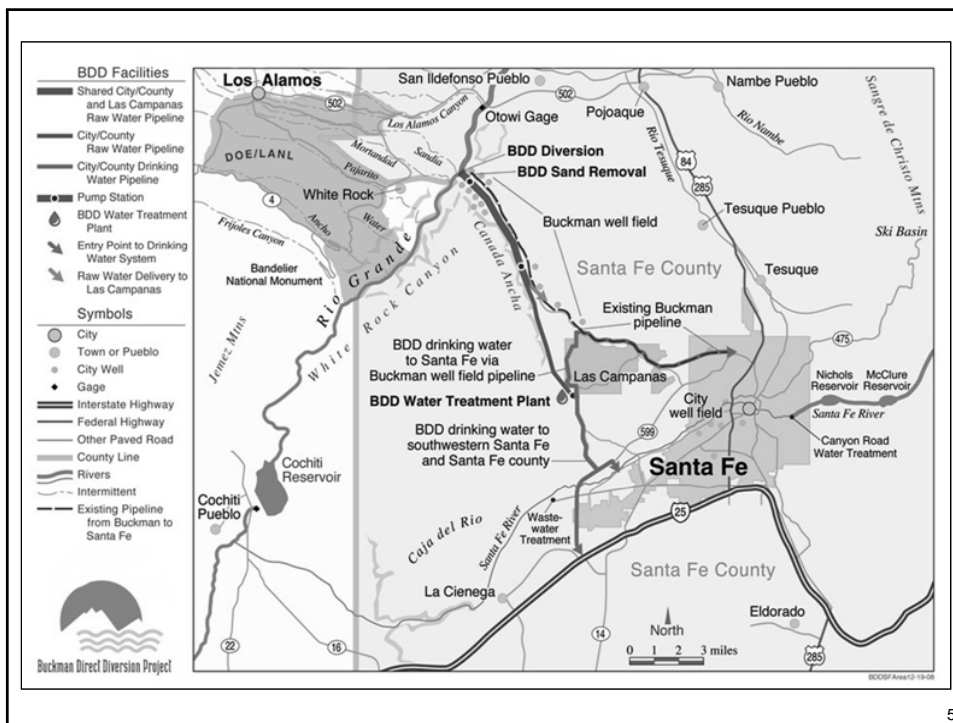 BDD Facilities
Shared City/County
and Las Campanas
Raw Water Pipeline
City/County
Raw Water Pipeline
City/County Drinking
Water Pipeline
Pump Station
BDD Water Treatment
Plant
Entry Point to Drinking
Water System
Raw Water Delivery to
Las Campanas
Symbols
City
Town or Pueblo
City Well
Gage
Interstate Highway
Federal Highway
Other Paved Road
County Line
Rivers
Intermittent
Existing Pipeline
from Buckman to
Santa Fe
Buckman Direct Diversion Project
Los Alamos
502
Los Alamos Canyon
San Ildefonso Pueblo
Otowi Gage
502
Pojoaque
Nambe Pueblo
Rio Nambe
Sangre de Christo Mtns
DOE/LANL
Mortandad
Sandia
Pajarito
White Rock
Water
Ancho
4
Frijoles Canyon
Bandelier
National Monument
BDD Diversion
BDD Sand Removal
Buckman well field
Rio Tesuque
84
285
Tesuque Pueblo
Ski Basin
Tesuque
Rio Grande
White Rock Canyon
Canada Ancha
Santa Fe County
Jemez Mtns
Existing Buckman
pipeline
475
BDD drinking water
to Santa Fe via
Buckman well field pipeline
Las Campanas
BDD Water Treatment Plant
City
well field
Nichols
Reservoir
McClure
Reservoir
Santa Fe River
Canyon Road
Water Treatment
BDD drinking water to
southwestern Santa Fe
and Santa Fe county
599
Santa Fe
Cochiti
Reservoir
Cochiti
Pueblo
Caja del Rio
Santa Fe River
Waste-
water
Treatment
25
La Cienega
Santa Fe County
Eldorado
22
16
14
285
North
0 1 2 3 miles
BDDSFArea12-19-08
5